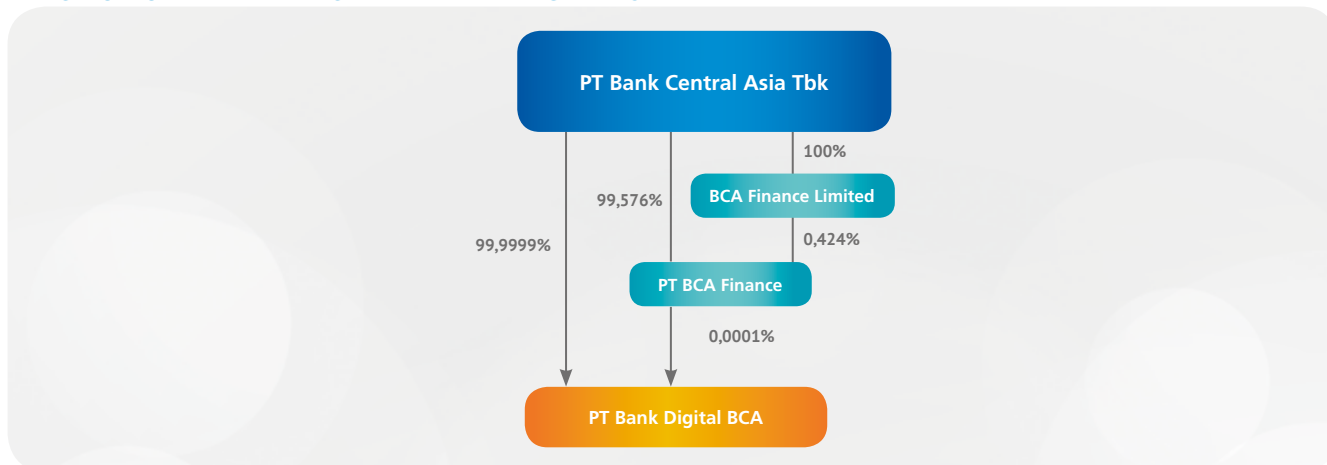 PT Bank Central Asia Tbk
100%
BCA Finance Limited
99,576%
0,424%
99,9999%
PT BCA Finance
0,0001%
PT Bank Digital BCA